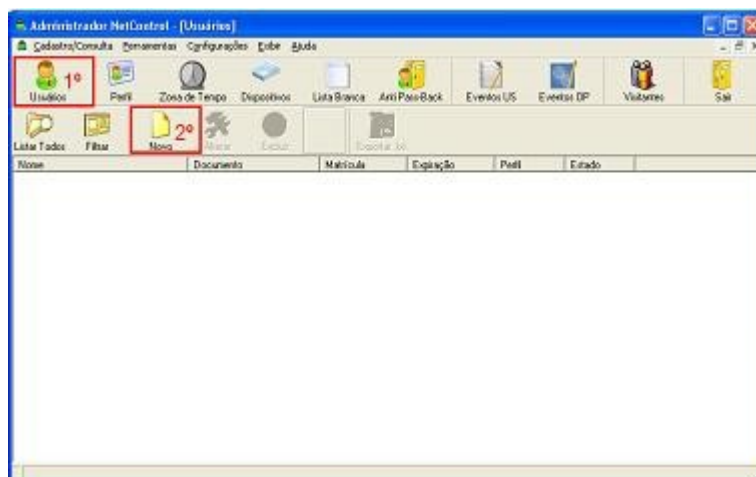 Administrador NetControl - [Usuários]
Cadastro/Consulta Ferramentas Configurações Exibir Ajuda
1º
Usuários Perfil Zona de Tempo Dispositivos Lista Branca Anti Pass-Back Eventos US Eventos DP Visitantes Sair
2º
Listar Todos Filtrar Novo Alterar Excluir Exportar
Nome Documento Matrícula Expiração Perfil Estado